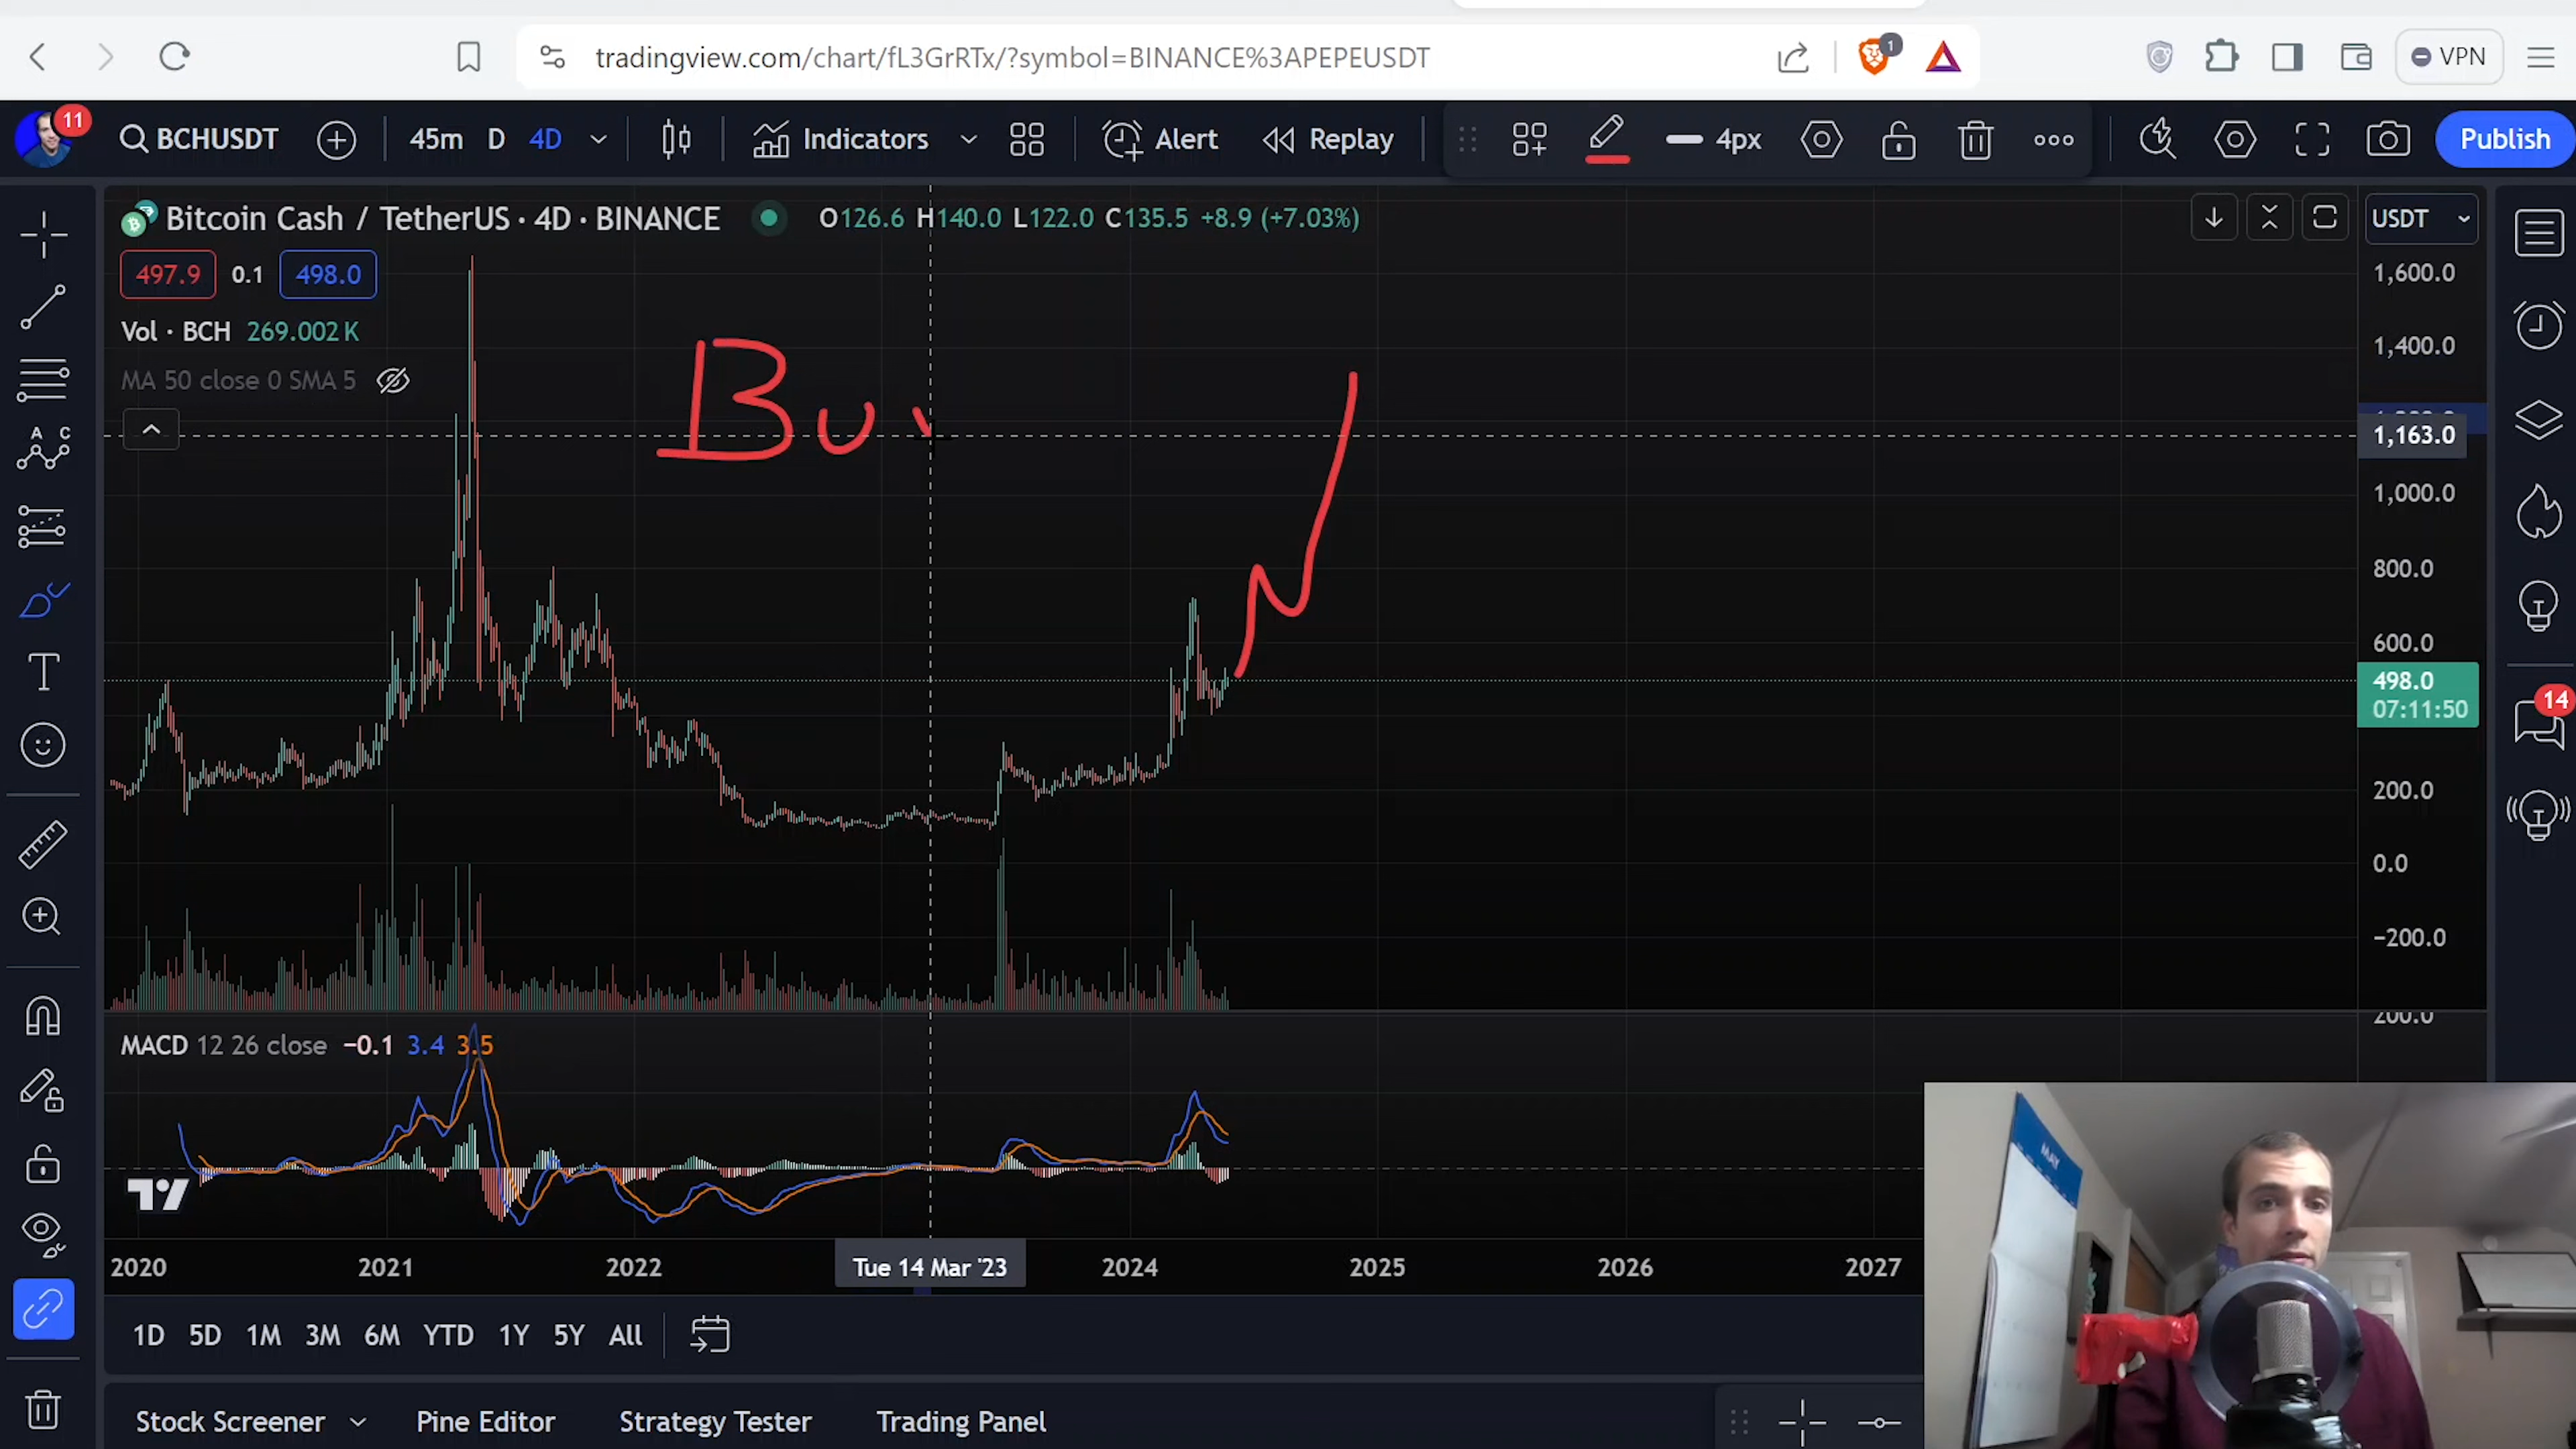 tradingview.com/chart/fL3GrRTx/?symbol=BINANCE%3APEPEUSDT
1
VPN
11
BCHUSDT
45m D 4D
Indicators
Alert
Replay
4px
Publish
Bitcoin Cash / TetherUS · 4D · BINANCE
O126.6 H140.0 L122.0 C135.5 +8.9 (+7.03%)
USDT
497.9 0.1 498.0
Vol · BCH 269.002 K
MA 50 close 0 SMA 5
Bu
A C
1,600.0
1,400.0
1,163.0
1,000.0
800.0
600.0
498.0
07:11:50
200.0
0.0
−200.0
200.0
14
MACD 12 26 close −0.1 3.4 3.5
2020 2021 2022 Tue 14 Mar '23 2024 2025 2026 2027
MAY
1D 5D 1M 3M 6M YTD 1Y 5Y All
Stock Screener Pine Editor Strategy Tester Trading Panel